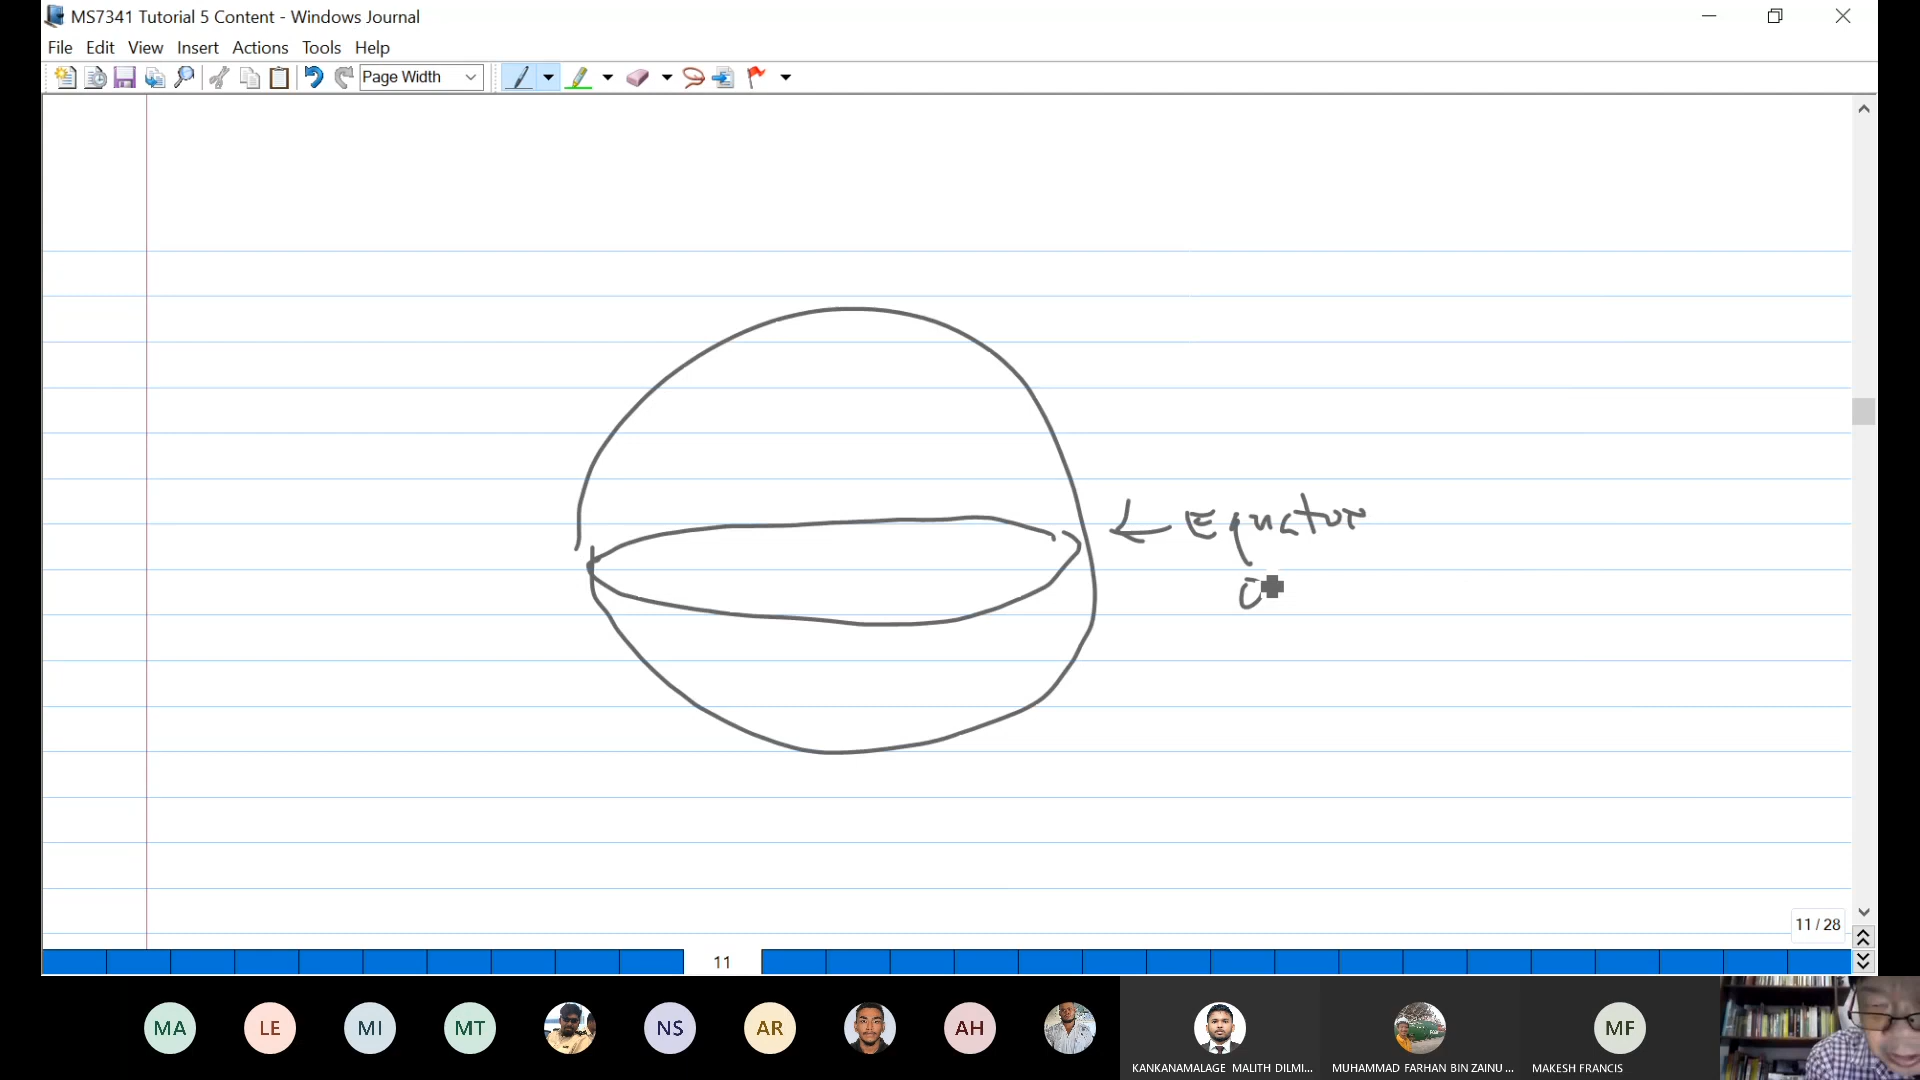 MS7341 Tutorial 5 Content - Windows Journal
File Edit View Insert Actions Tools Help
Page Width
← Equator
0
11 / 28
11
MA LE MI MT NS AR AH MF
KANKANAMALAGE MALITH DILMI... MUHAMMAD FARHAN BIN ZAINU ... MAKESH FRANCIS